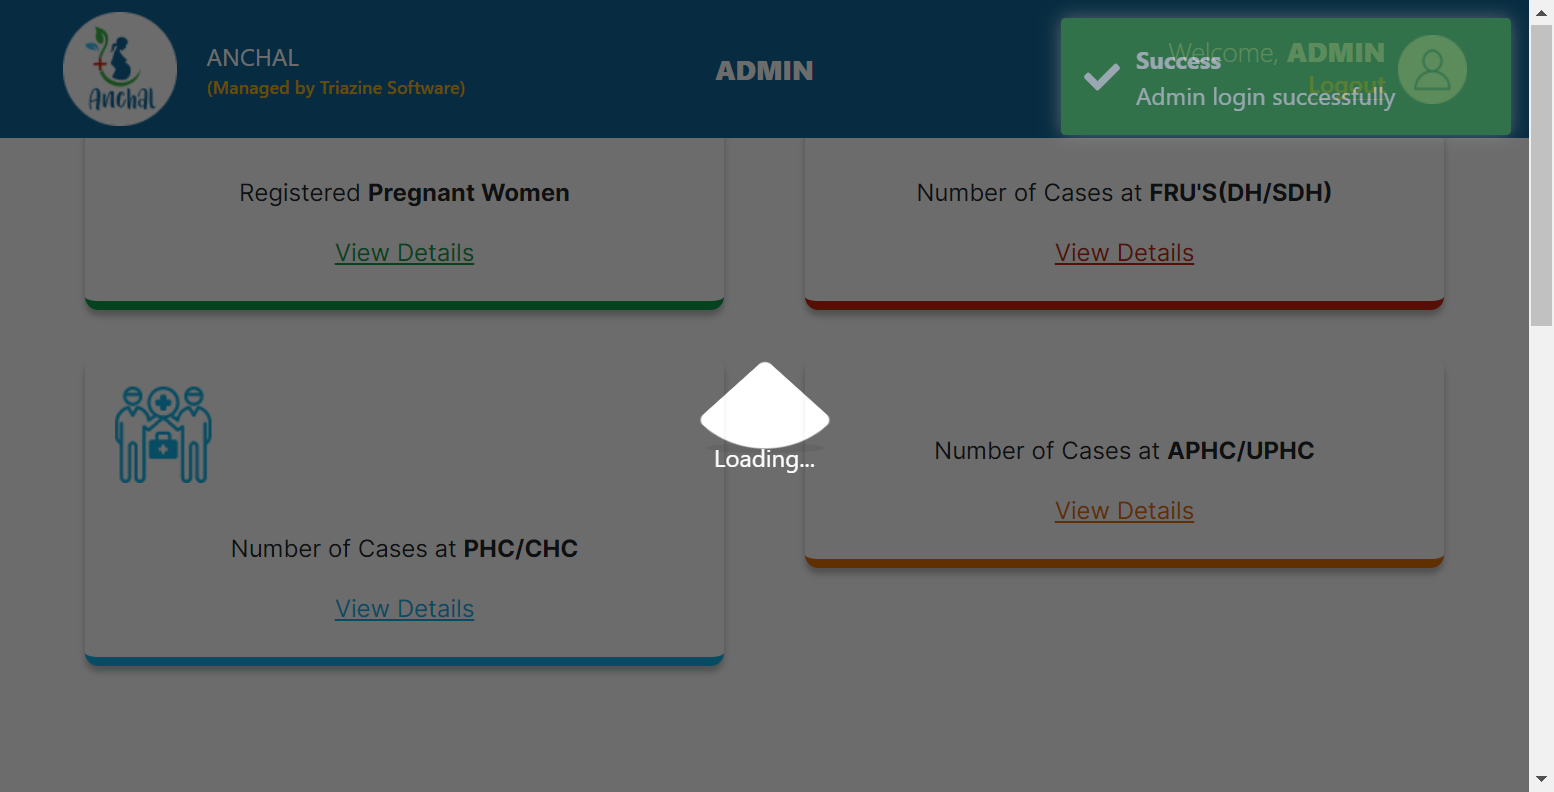 Anchal
ANCHAL
(Managed by Triazine Software)
ADMIN
Welcome, ADMIN
Logout
Success
Admin login successfully
Registered Pregnant Women
View Details
Number of Cases at FRU'S(DH/SDH)
View Details
Loading...
Number of Cases at PHC/CHC
View Details
Number of Cases at APHC/UPHC
View Details